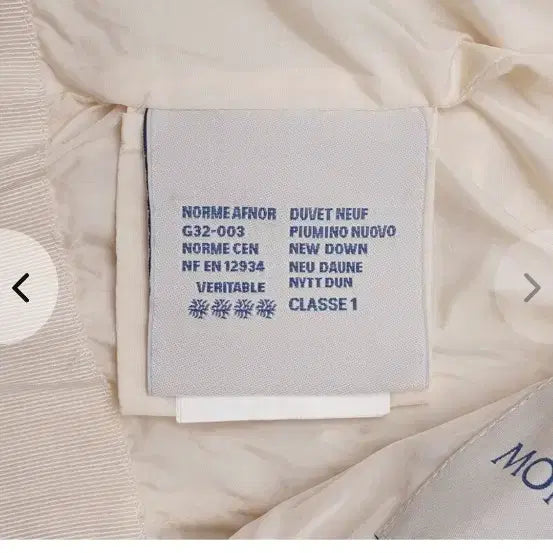 NORME AFNOR
G32-003
NORME CEN
NF EN 12934
VERITABLE
DUVET NEUF
PIUMINO NUOVO
NEW DOWN
NEU DAUNE
NYTT DUN
CLASSE 1
MO